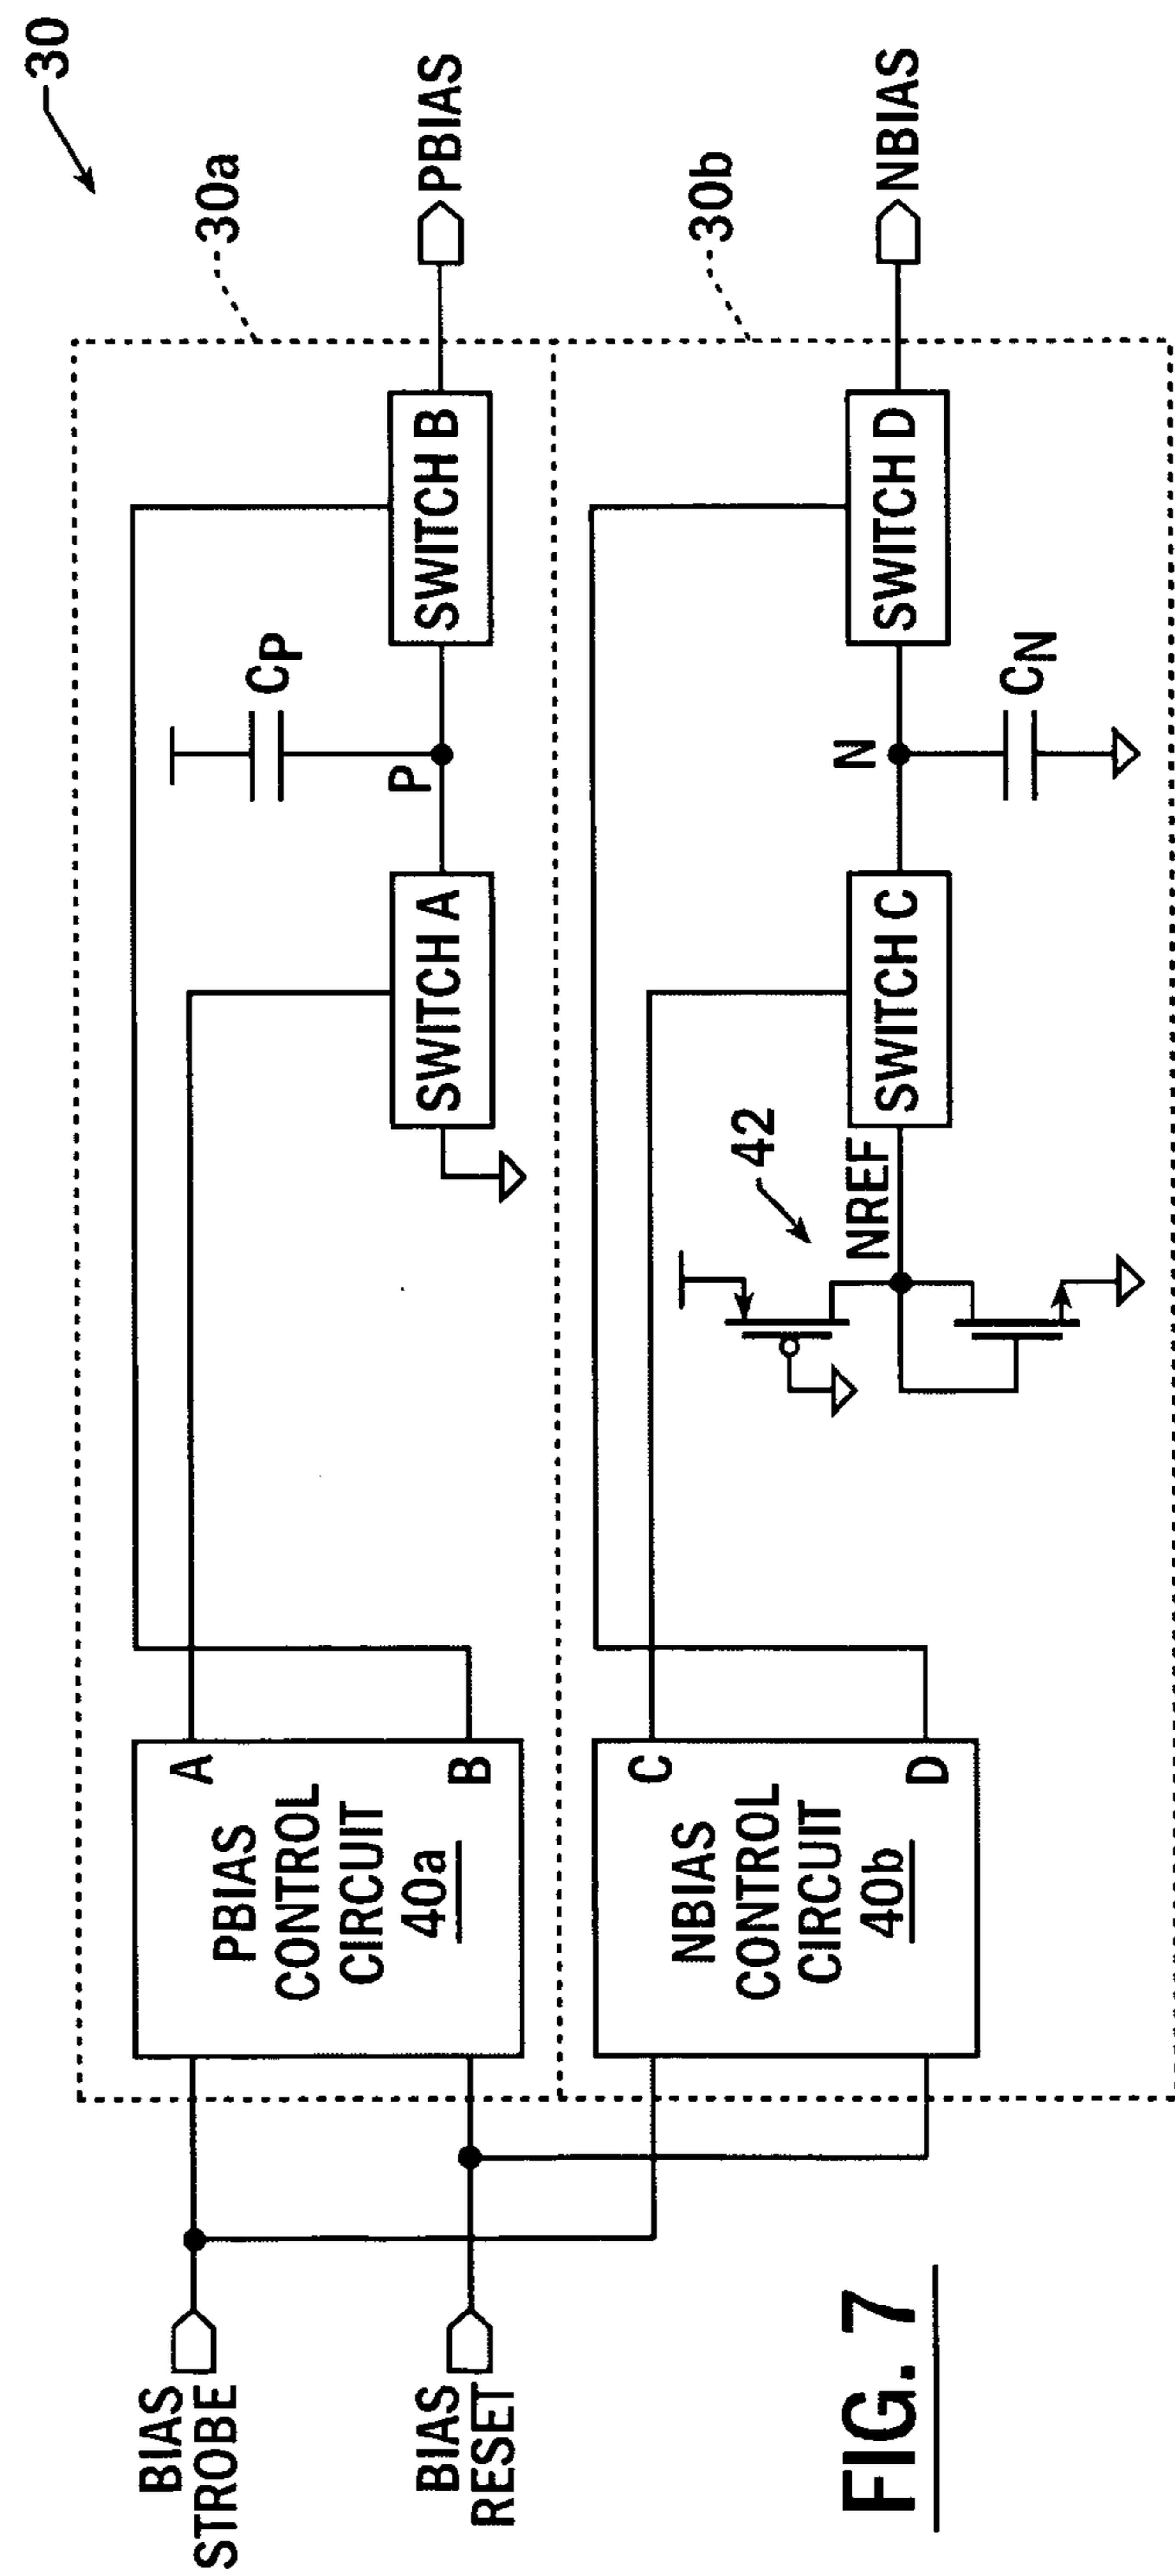 30
30a
BIAS
STROBE
BIAS
RESET
PBIAS
CONTROL
CIRCUIT
40a
A
B
SWITCH A
P
CP
SWITCH B
PBIAS
30b
NBIAS
CONTROL
CIRCUIT
40b
C
D
42
NREF
SWITCH C
N
CN
SWITCH D
NBIAS
FIG. 7